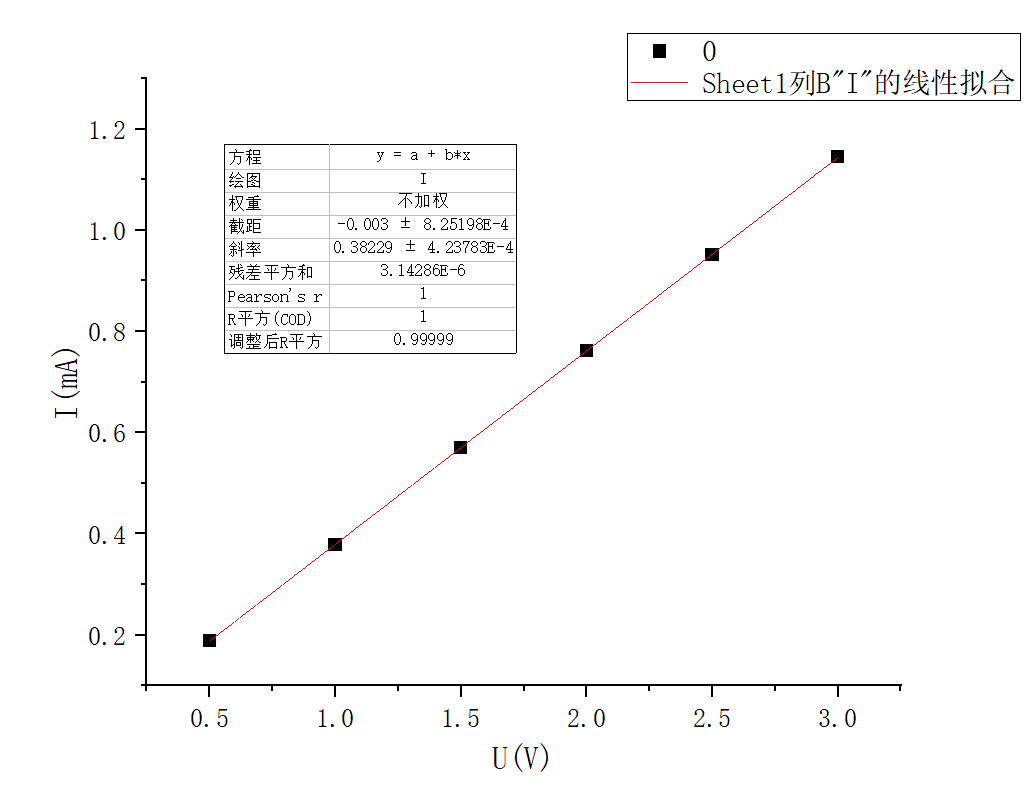 0
Sheet1列B"I"的线性拟合
方程 y = a + b*x
绘图 I
权重 不加权
截距 -0.003 ± 8.25198E-4
斜率 0.38229 ± 4.23783E-4
残差平方和 3.14286E-6
Pearson's r 1
R平方(COD) 1
调整后R平方 0.99999
1.2
1.0
0.8
0.6
0.4
0.2
I(mA)
0.5 1.0 1.5 2.0 2.5 3.0
U(V)